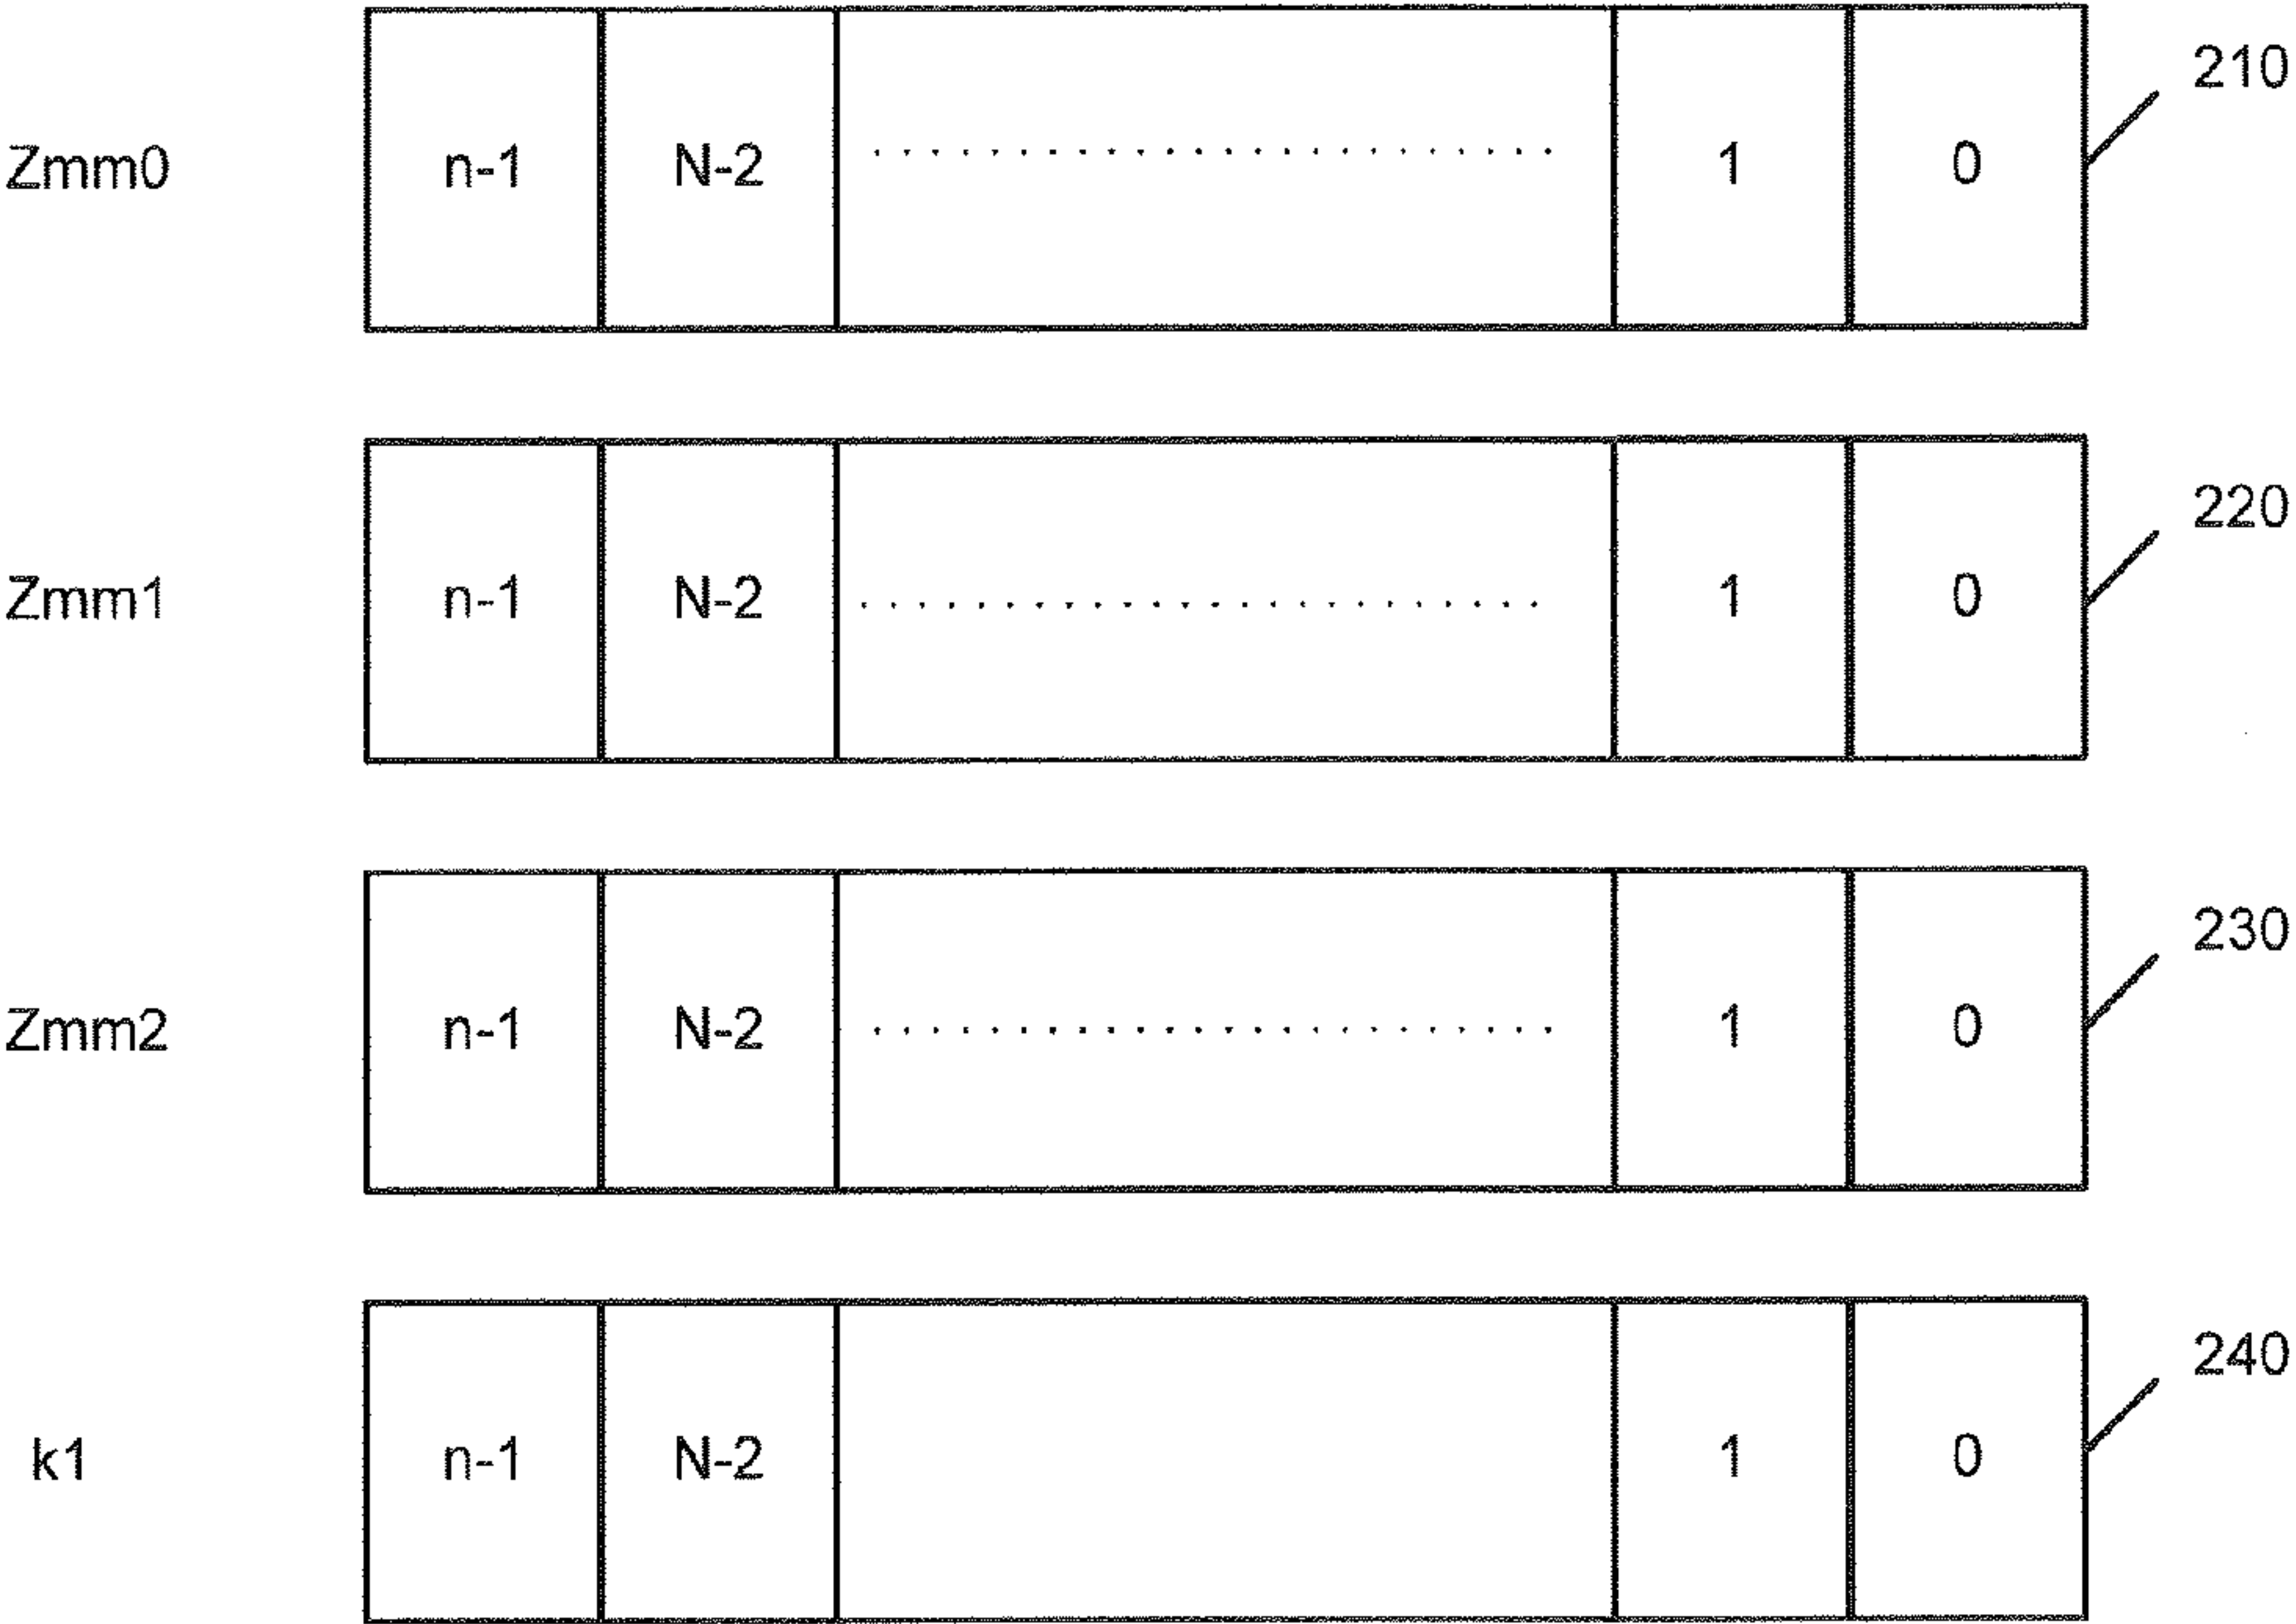 210
Zmm0 n-1 N-2 1 0
220
Zmm1 n-1 N-2 1 0
230
Zmm2 n-1 N-2 1 0
240
k1 n-1 N-2 1 0